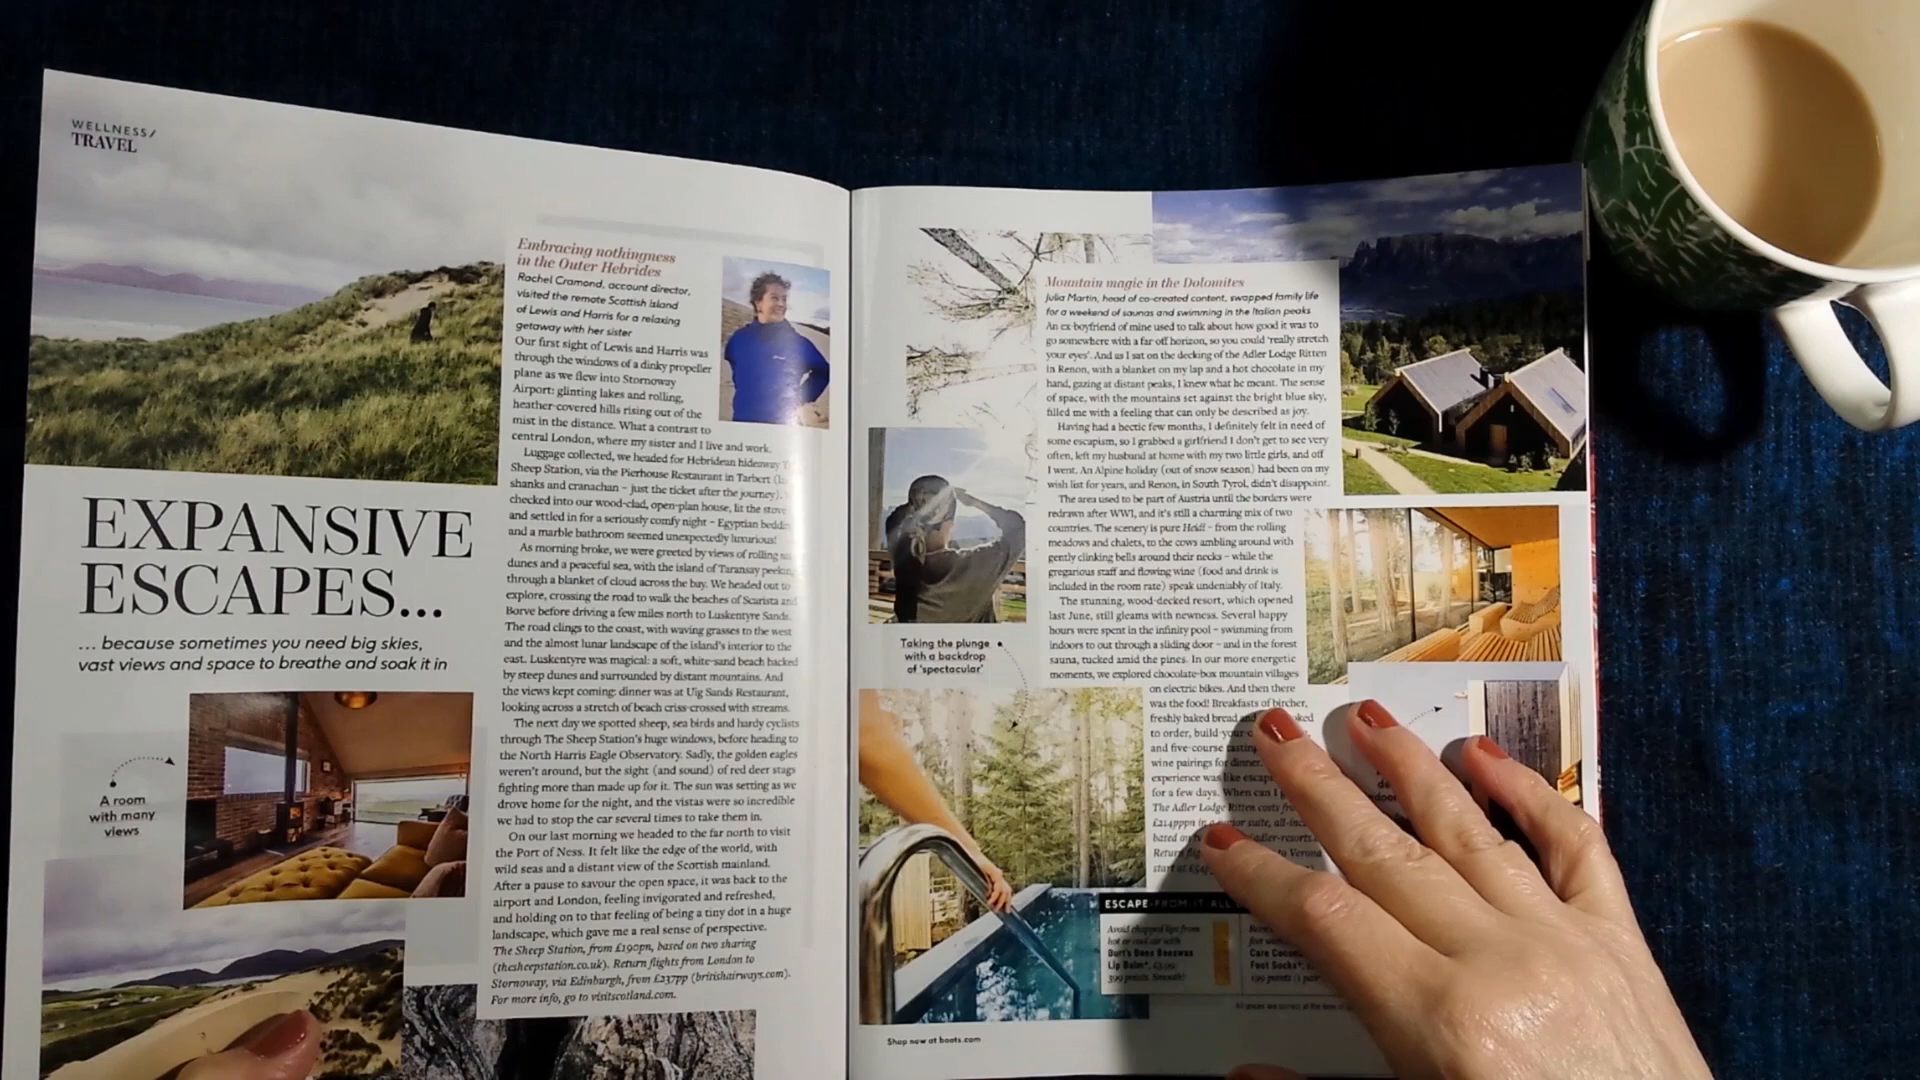 WELLNESS/
TRAVEL
EXPANSIVE
ESCAPES...
... because sometimes you need big skies,
vast views and space to breathe and soak it in
A room
with many
views
Embracing nothingness
in the Outer Hebrides
Rachel Cramond, account director,
visited the remote Scottish island
of Lewis and Harris for a relaxing
getaway with her sister
Our first sight of Lewis and Harris was
through the windows of a dinky propeller
plane as we flew into Stornoway
Airport: glinting lakes and rolling,
heather-covered hills rising out of the
mist in the distance. What a contrast to
central London, where my sister and I live and work.
Luggage collected, we headed for Hebridean hideaway
Sheep Station, via the Pierhouse Restaurant in Tarbert
shanks and cranachan – just the ticket after the journey).
checked into our wood-clad, open-plan house, lit the stove
and settled in for a seriously comfy night – Egyptian
and a marble bathroom seemed unexpectedly luxurious!
As morning broke, we were greeted by views of rolling
dunes and a peaceful sea, with the island of Taransay
through a blanket of cloud across the bay. We headed out to
explore, crossing the road to walk the beaches of Scarista and
Borve before driving a few miles north to Luskentyre Sands.
The road clings to the coast, with waving grasses to the west
and the almost lunar landscape of the island's interior to the
east. Luskentyre was magical: a soft, white-sand beach backed
by steep dunes and surrounded by distant mountains. And
the views kept coming: dinner was at Uig Sands Restaurant,
looking across a stretch of beach criss-crossed with streams.
The next day we spotted sheep, sea birds and hardy cyclists
through The Sheep Station's huge windows, before heading to
the North Harris Eagle Observatory. Sadly, the golden eagles
weren't around, but the sight (and sound) of red deer stags
fighting more than made up for it. The sun was setting as we
drove home for the night, and the vistas were so incredible
we had to stop the car several times to take them in.
On our last morning we headed to the far north to visit
the Port of Ness. It felt like the edge of the world, with
wild seas and a distant view of the Scottish mainland.
After a pause to savour the open space, it was back to the
airport and London, feeling invigorated and refreshed,
and holding on to that feeling of being a tiny dot in a huge
landscape, which gave me a real sense of perspective.
The Sheep Station, from £190pn, based on two sharing
(thesheepstation.co.uk). Return flights from London to
Stornoway, via Edinburgh, from £237pp (britishairways.com).
For more info, go to visitscotland.com.
Mountain magic in the Dolomites
Julia Martin, head of co-created content, swapped family life
for a weekend of saunas and swimming in the Italian peaks
An ex-boyfriend of mine used to talk about how good it was to
go somewhere with a far-off horizon, so you could 'really stretch
your eyes'. And as I sat on the decking of the Adler Lodge Ritten
in Renon, with a blanket on my lap and a hot chocolate in my
hand, gazing at distant peaks, I knew what he meant. The sense
of space, with the mountains set against the bright blue sky,
filled me with a feeling that can only be described as joy.
Having had a hectic few months, I definitely felt in need of
some escapism, so I grabbed a girlfriend I don't get to see very
often, left my husband at home with my two little girls, and off
I went. An Alpine holiday (out of snow season) had been on my
wish list for years, and Renon, in South Tyrol, didn't disappoint.
The area used to be part of Austria until the borders were
redrawn after WWI, and it's still a charming mix of two
countries. The scenery is pure Heidi – from the rolling
meadows and chalets, to the cows ambling around with
gently clinking bells around their necks – while the
gregarious staff and flowing wine (food and drink is
included in the room rate) speak undeniably of Italy.
The stunning, wood-decked resort, which opened
last June, still gleams with newness. Several happy
hours were spent in the infinity pool – swimming from
indoors to out through a sliding door – and in the forest
sauna, tucked amid the pines. In our more energetic
moments, we explored chocolate-box mountain villages
on electric bikes. And then there
was the food! Breakfasts of bircher,
freshly baked bread and
to order, build-your-
and five-course tasting
wine pairings for dinner.
experience was like
for a few days. When can I
The Adler Lodge Ritten costs
£214pppn in suite,
based on
Return to Verona
start at
Taking the plunge
with a backdrop
of 'spectacular'
ESCAPE-FROM-IT-ALL
Avoid chapped lips from
hot or cool air with
Burt's Bees Beeswax
Lip Balm*, £3.99/
399 points. Smooth!
Care
Foot Socks*,
Shop now at boots.com